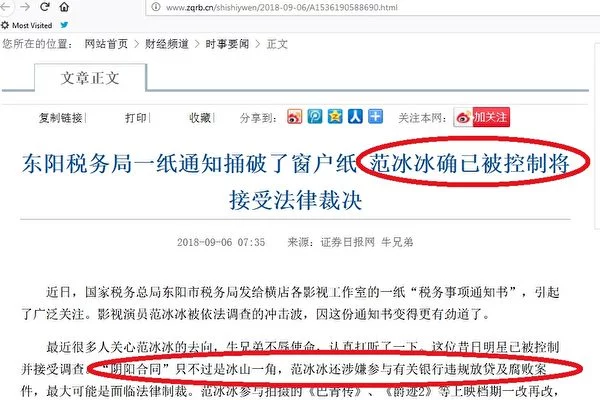 www.zqrb.cn/shishiywen/2018-09-06/A1536190588690.html
Most Visited
您所在的位置： 网站首页 > 财经频道 > 时事要闻 > 正文
文章正文
复制链接| 打印| 收藏| 分享到： 关注本网： 加关注
东阳税务局一纸通知捅破了窗户纸 范冰冰确已被控制将
接受法律裁决
2018-09-06 07:35 来源：证券日报网 牛兄弟
近日，国家税务总局东阳市税务局发给横店各影视工作室的一纸“税务事项通知书”，引起
了广泛关注。影视演员范冰冰被依法调查的冲击波，因这份通知书变得更有劲道了。
最近很多人关心范冰冰的去向，牛兄弟不辱使命，认真打听了一下。这位昔日明星已被控制
并接受调查。“阴阳合同”只不过是冰山一角，范冰冰还涉嫌参与有关银行违规放贷及腐败案
件，最大可能是面临法律制裁。范冰冰参与拍摄的《巴青传》、《爵迹2》等上映档期一改再改，